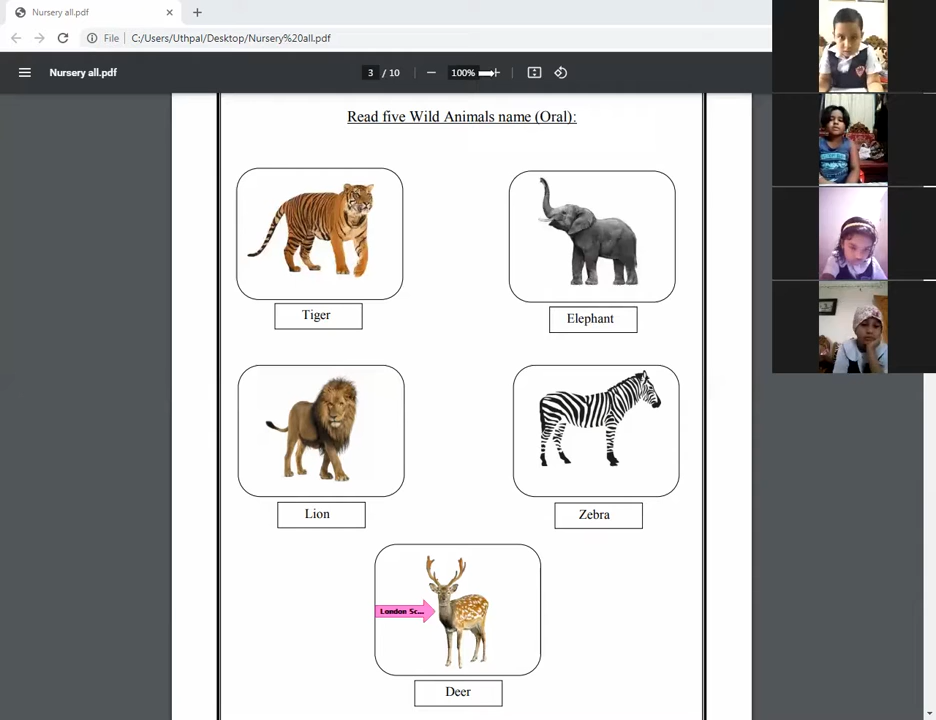 Nursery all.pdf
File
C:/Users/Uthpal/Desktop/Nursery%20all.pdf
Nursery all.pdf
3 / 10
100%
Read five Wild Animals name (Oral):
Tiger
Elephant
Lion
Zebra
London Sc...
Deer